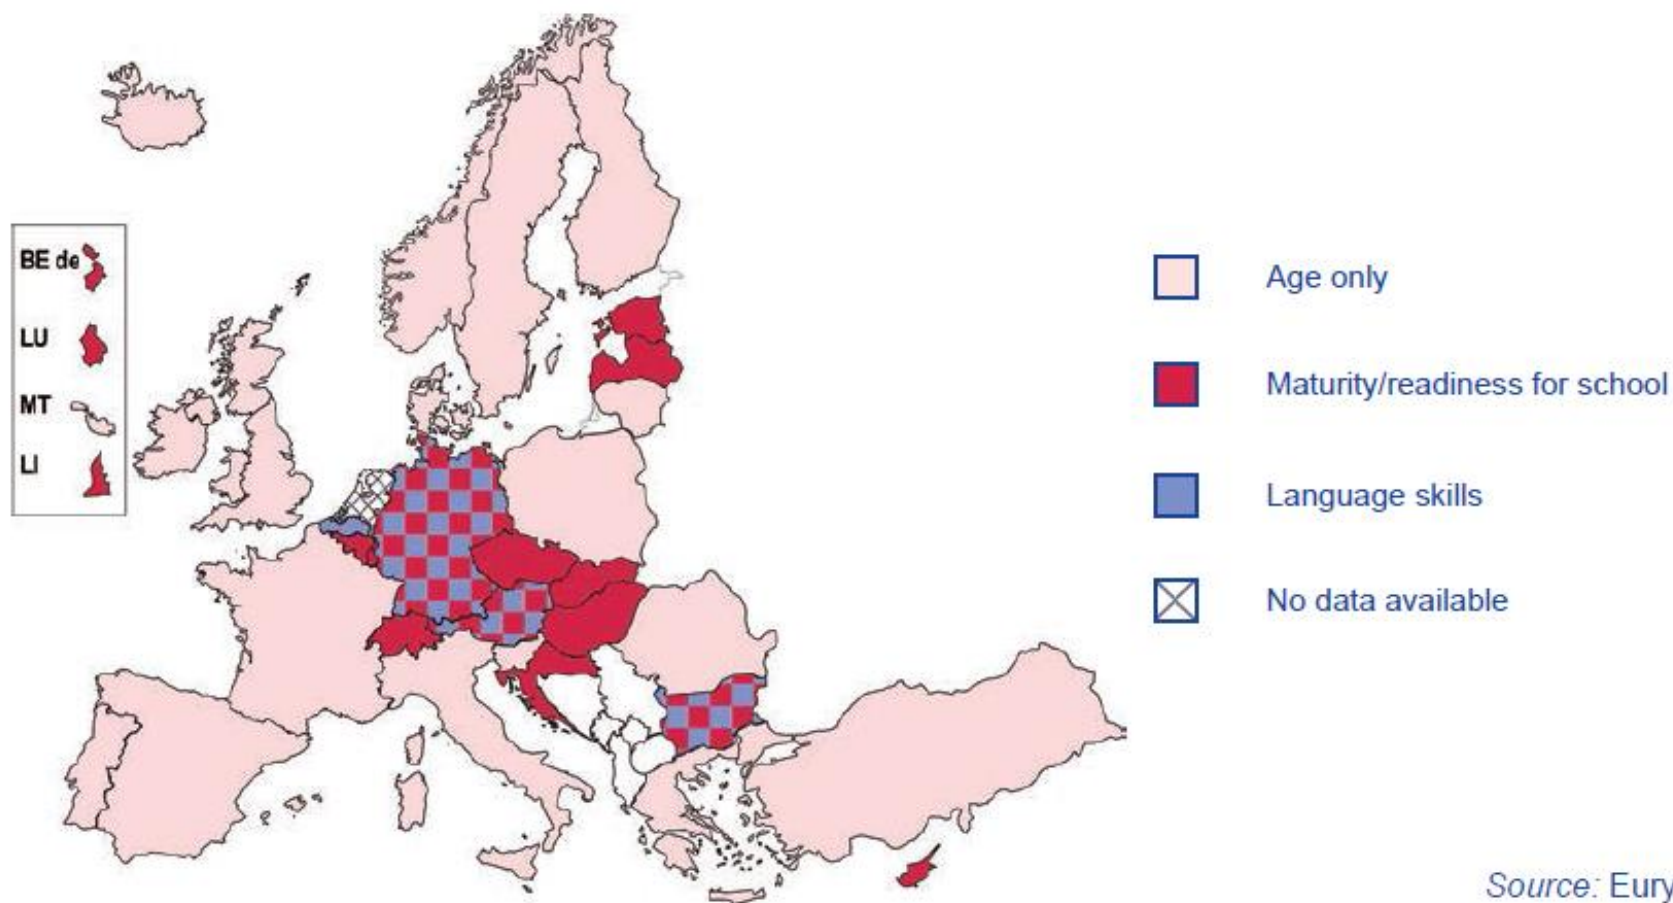 BE de
LU
MT
LI
Age only
Maturity/readiness for school
Language skills
No data available
Source: Eury